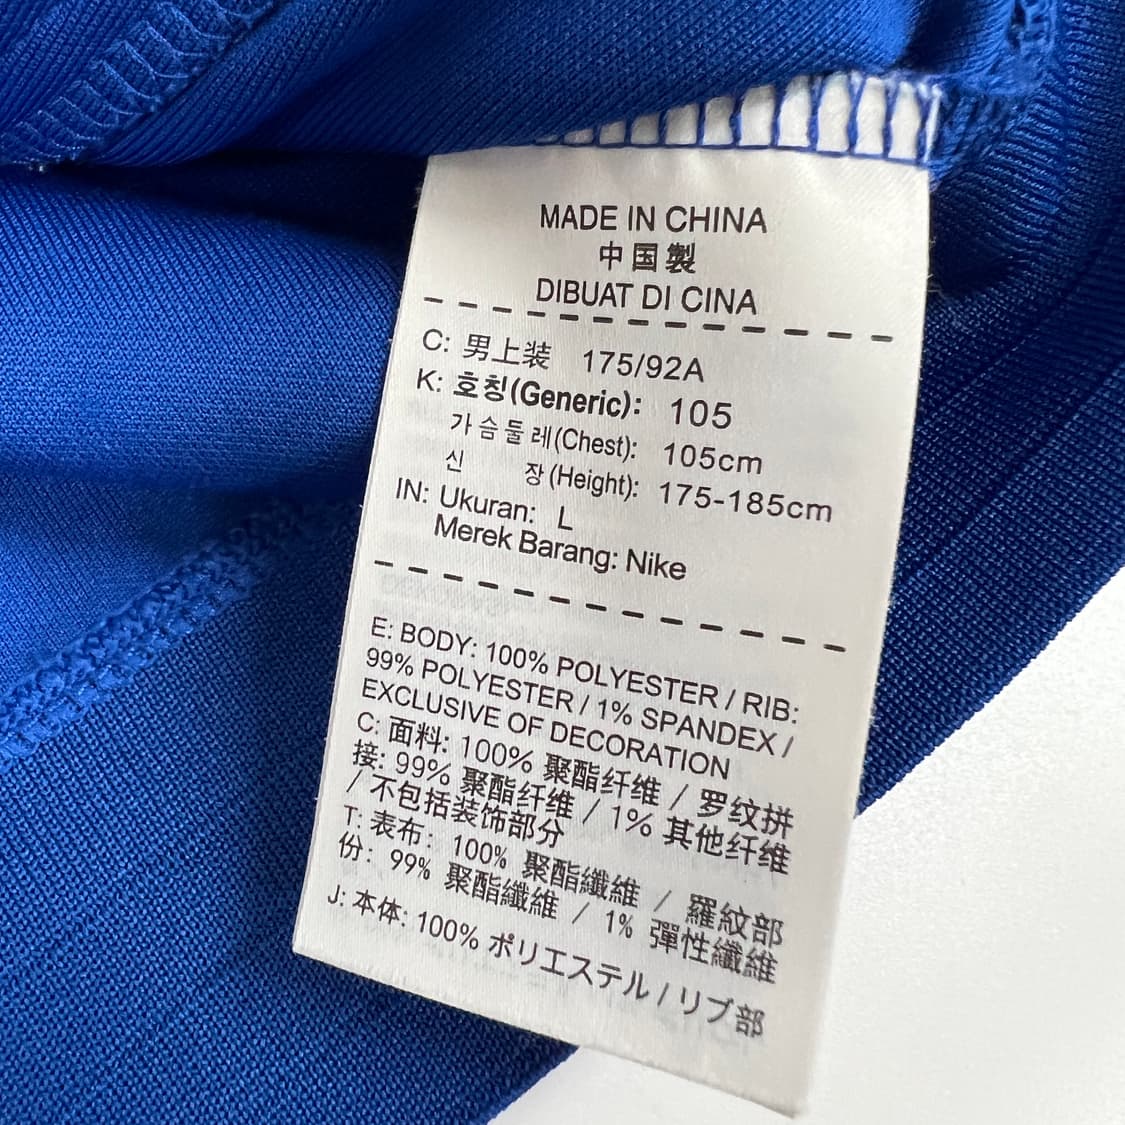 MADE IN CHINA
中国製
DIBUAT DI CINA
C: 男上装 175/92A
K: 호칭(Generic): 105
가슴둘레(Chest): 105cm
신 장(Height): 175-185cm
IN: Ukuran: L
Merek Barang: Nike
E: BODY: 100% POLYESTER / RIB:
99% POLYESTER / 1% SPANDEX /
EXCLUSIVE OF DECORATION
C: 面料: 100% 聚酯纤维 / 罗纹拼
接: 99% 聚酯纤维 / 1% 其他纤维
/ 不包括装饰部分
T: 表布: 100% 聚酯纖維 / 羅紋部
份: 99% 聚酯纖維 / 1% 彈性纖維
J: 本体: 100% ポリエステル / リブ部